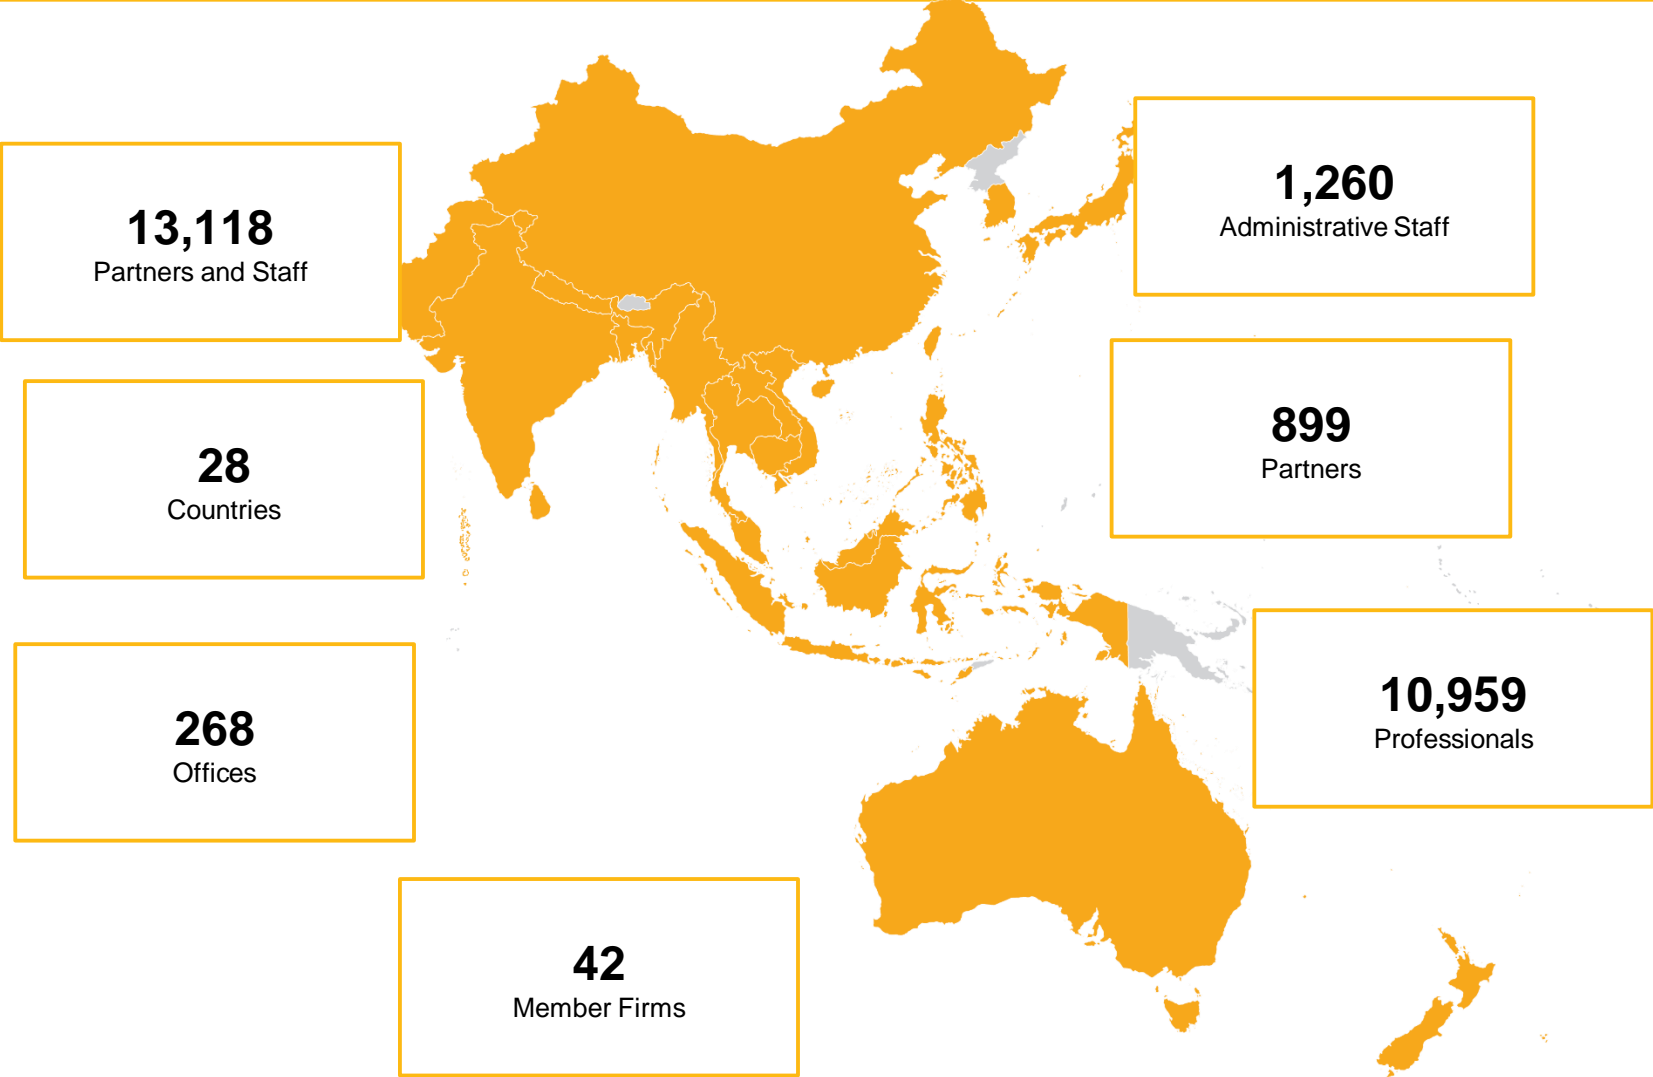 13,118
Partners and Staff
1,260
Administrative Staff
28
Countries
899
Partners
268
Offices
10,959
Professionals
42
Member Firms